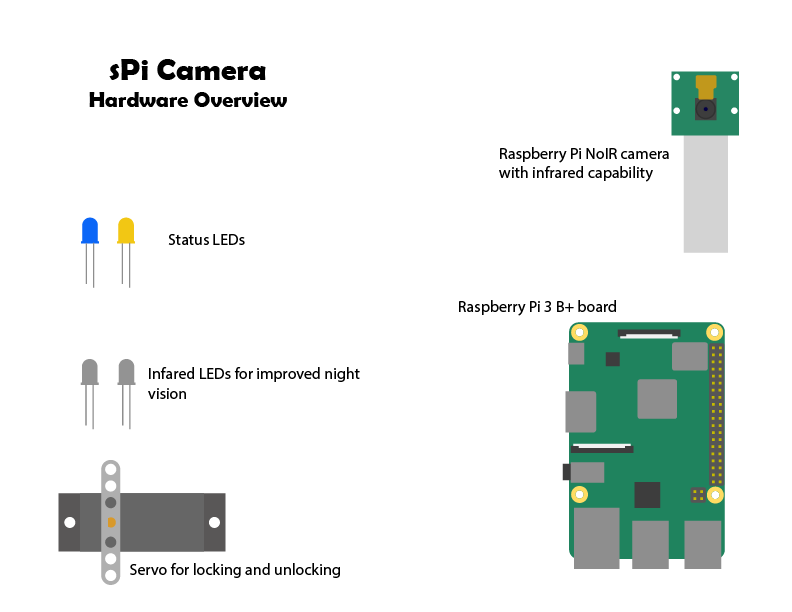 sPi Camera
Hardware Overview
Raspberry Pi NoIR camera
with infrared capability
Status LEDs
Raspberry Pi 3 B+ board
Infared LEDs for improved night
vision
Servo for locking and unlocking